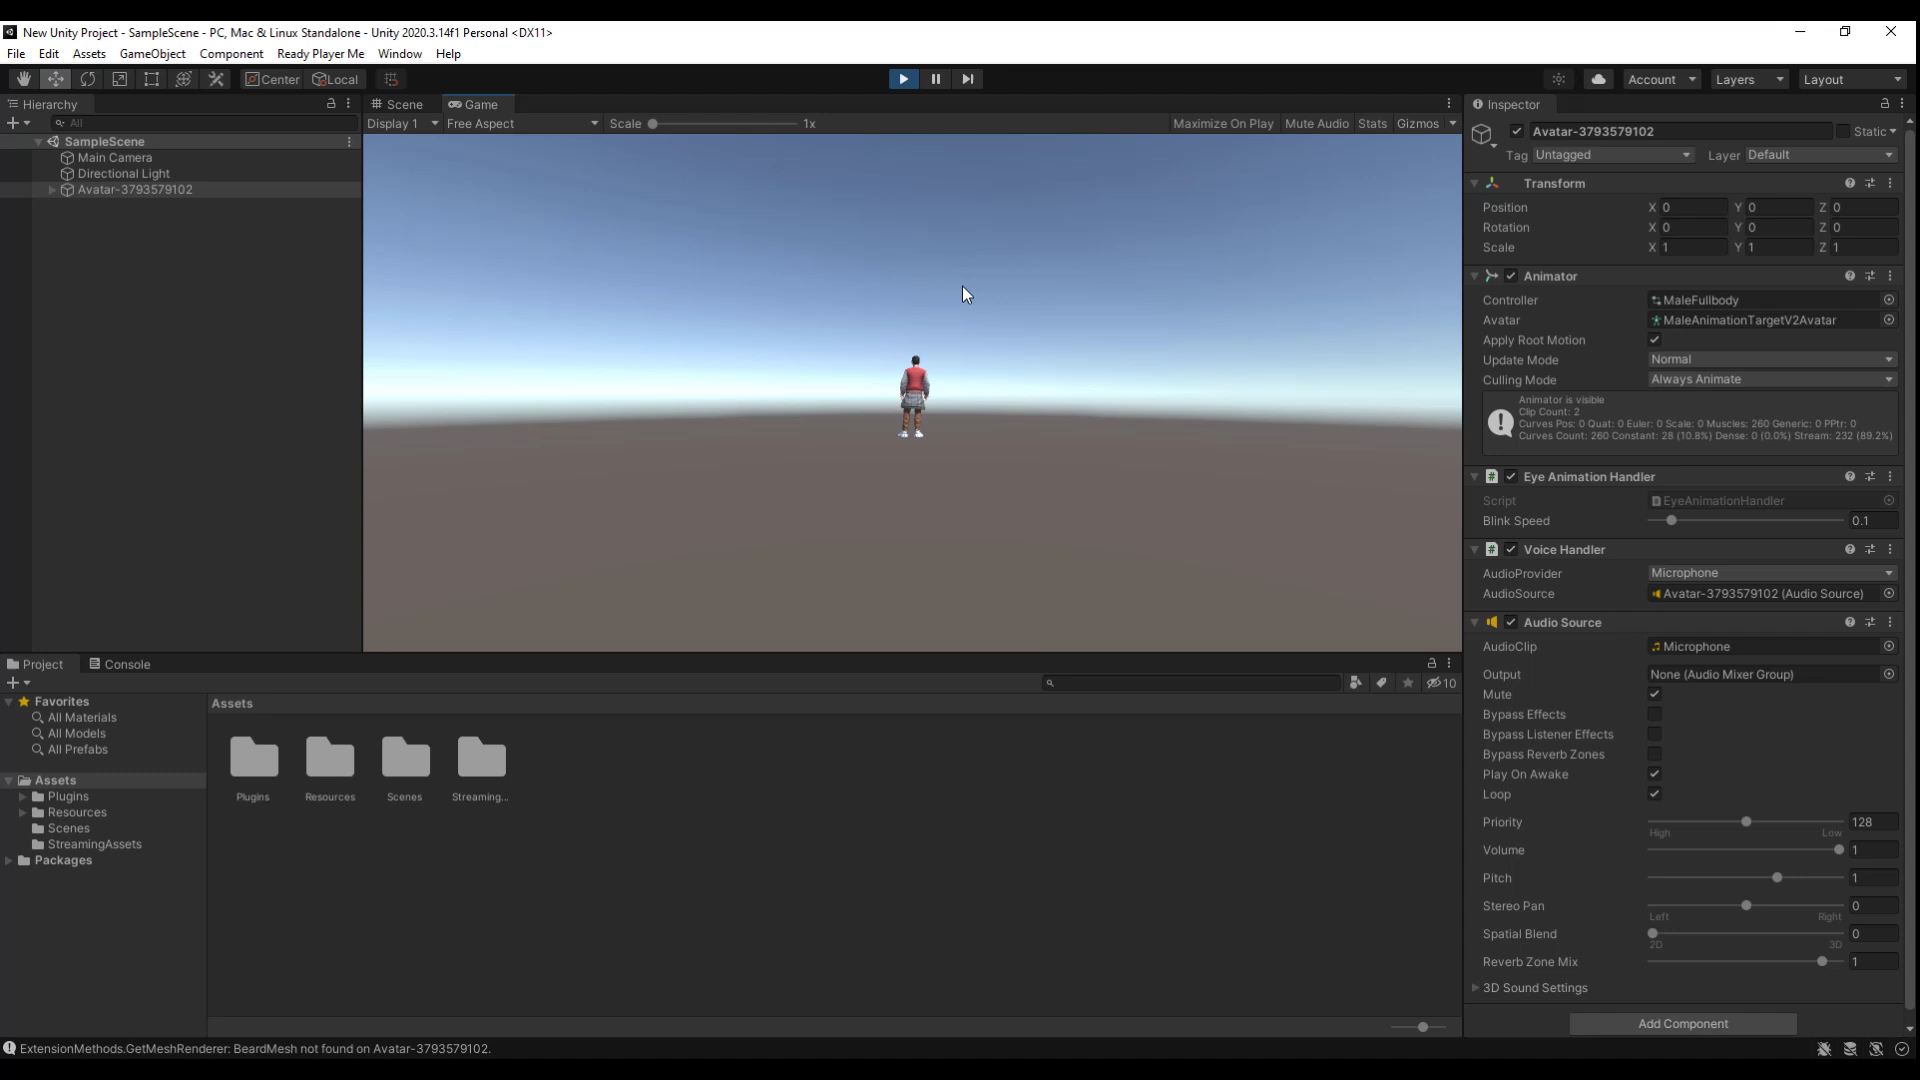 New Unity Project - SampleScene - PC, Mac & Linux Standalone - Unity 2020.3.14f1 Personal <DX11>
File Edit Assets GameObject Component Ready Player Me Window Help
Center Local
Account Layers Layout
Hierarchy
All
SampleScene
Main Camera
Directional Light
Avatar-3793579102
Scene Game
Display 1 Free Aspect Scale 1x Maximize On Play Mute Audio Stats Gizmos
Inspector
Avatar-3793579102 Static
Tag Untagged Layer Default
Transform
Position X 0 Y 0 Z 0
Rotation X 0 Y 0 Z 0
Scale X 1 Y 1 Z 1
Animator
Controller MaleFullbody
Avatar MaleAnimationTargetV2Avatar
Apply Root Motion
Update Mode Normal
Culling Mode Always Animate
Animator is visible
Clip Count: 2
Curves Pos: 0 Quat: 0 Euler: 0 Scale: 0 Muscles: 260 Generic: 0 PPtr: 0
Curves Count: 260 Constant: 28 (10.8%) Dense: 0 (0.0%) Stream: 232 (89.2%)
Eye Animation Handler
Script EyeAnimationHandler
Blink Speed 0.1
Voice Handler
AudioProvider Microphone
AudioSource Avatar-3793579102 (Audio Source)
Audio Source
AudioClip Microphone
Output None (Audio Mixer Group)
Mute
Bypass Effects
Bypass Listener Effects
Bypass Reverb Zones
Play On Awake
Loop
Priority 128
High Low
Volume 1
Pitch 1
Stereo Pan 0
Left Right
Spatial Blend 0
2D 3D
Reverb Zone Mix 1
3D Sound Settings
Add Component
Project Console
10
Favorites
All Materials
All Models
All Prefabs
Assets
Plugins
Resources
Scenes
StreamingAssets
Packages
Assets
Plugins Resources Scenes Streaming...
ExtensionMethods.GetMeshRenderer: BeardMesh not found on Avatar-3793579102.